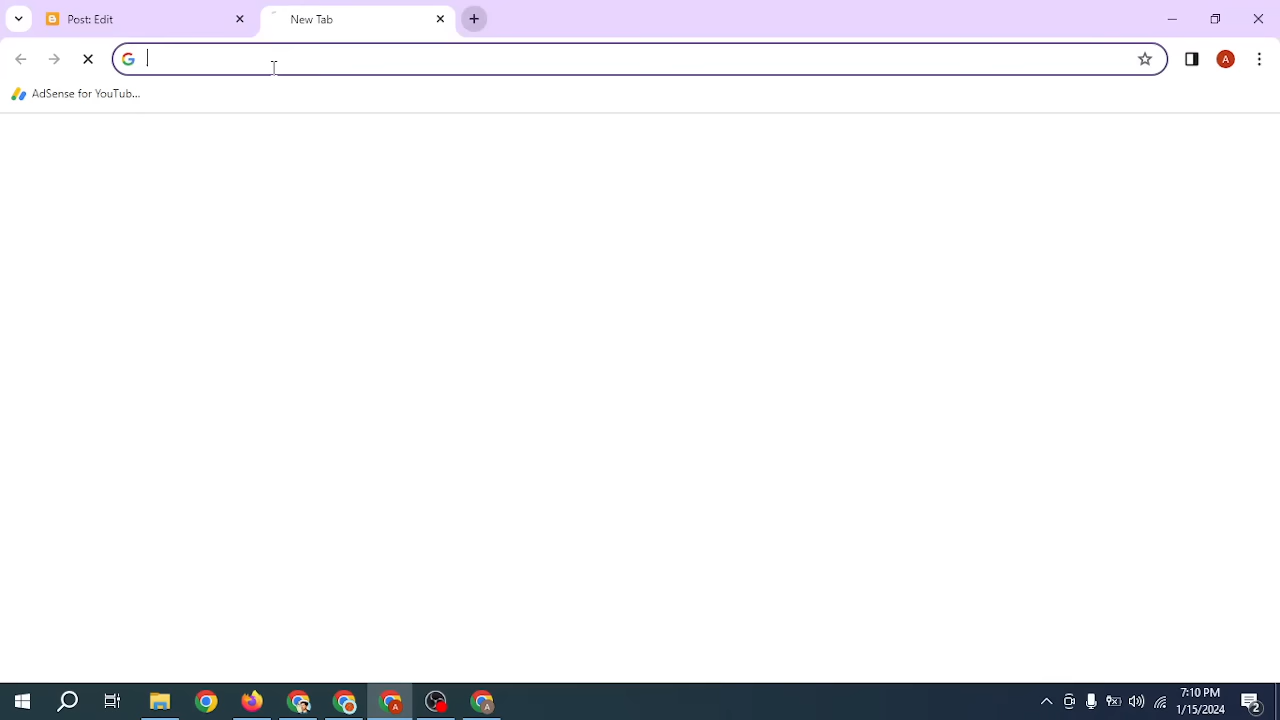 Post: Edit
New Tab
A
AdSense for YouTub...
A
A
7:10 PM
1/15/2024
2